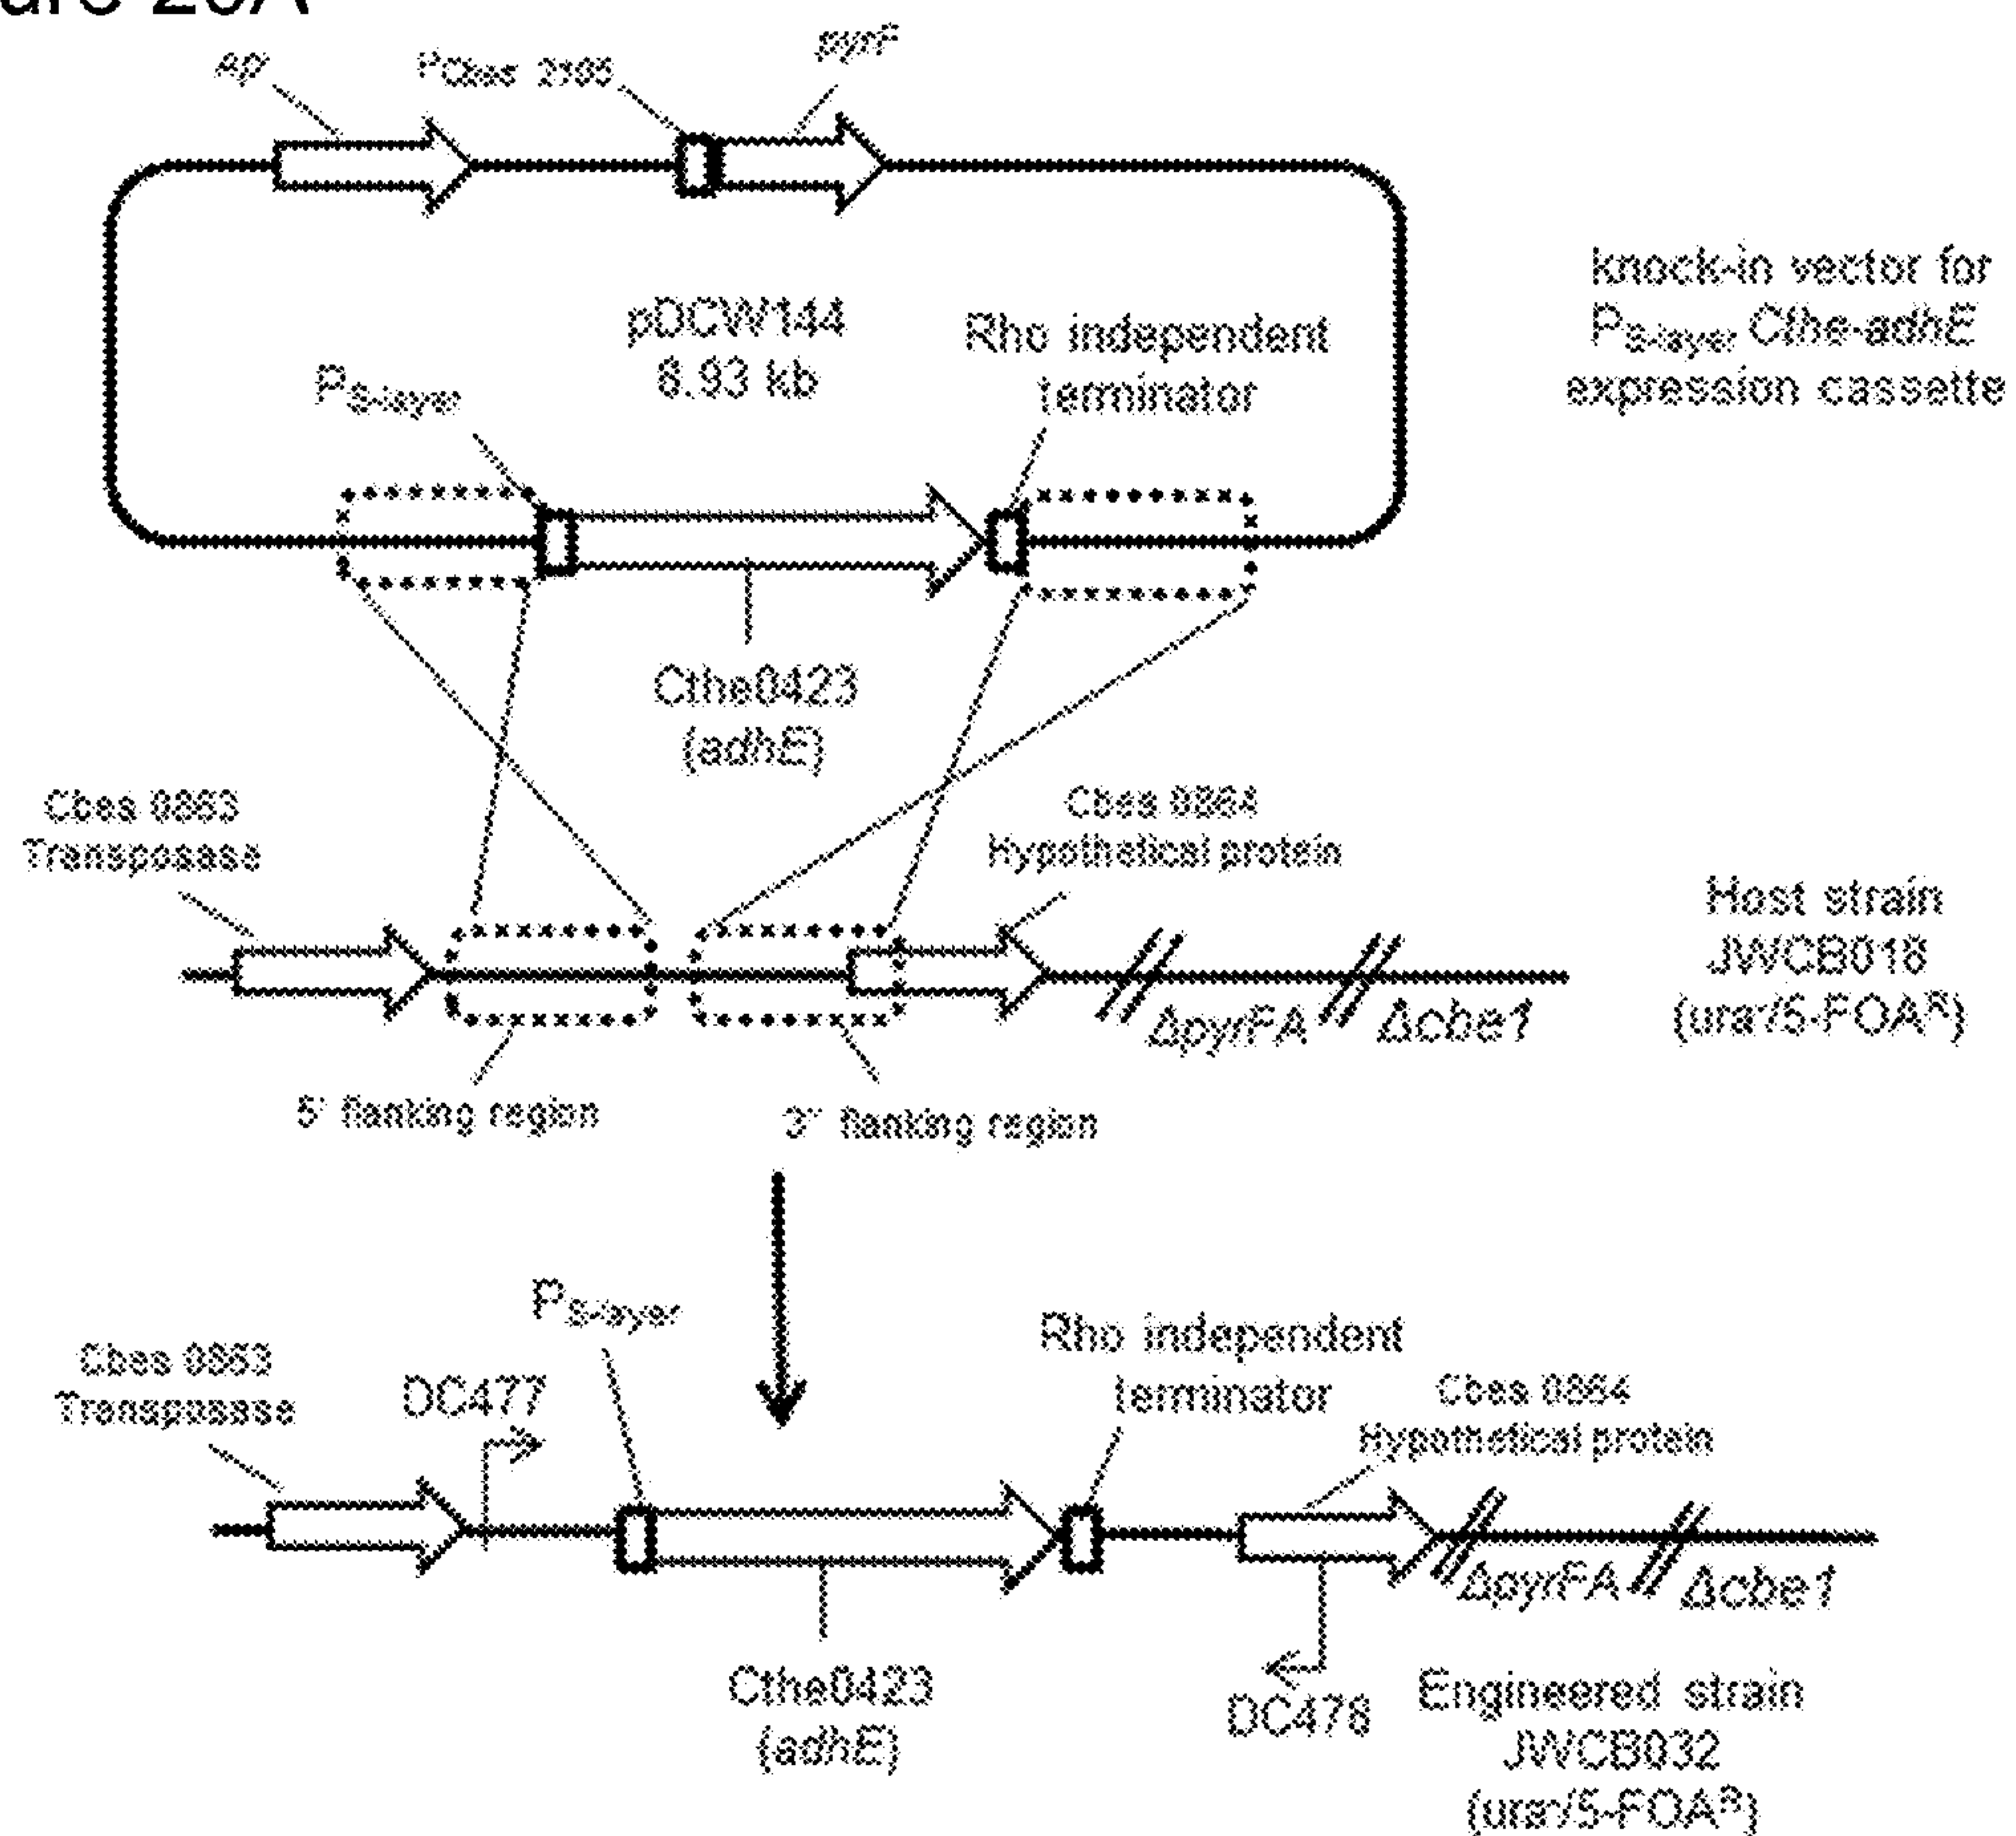 pyrF
knock-in vector for
PS-layer Cthe-adhE
expression cassette
pDCW144
8.93 kb
Rho independent
terminator
PS-layer
Cthe0423
(adhE)
Cbes 0863
Transposase
Cbes 0864
Hypothetical protein
Host strain
JWCB018
(ura-/5-FOAR)
ΔpyrFA
Δcbe1
5' flanking region
3' flanking region
PS-layer
Rho independent
terminator
Cbes 0863
Transposase
DC477
Cbes 0864
Hypothetical protein
ΔpyrFA
Δcbe1
Cthe0423
(adhE)
DC478
Engineered strain
JWCB032
(ura-/5-FOAR)